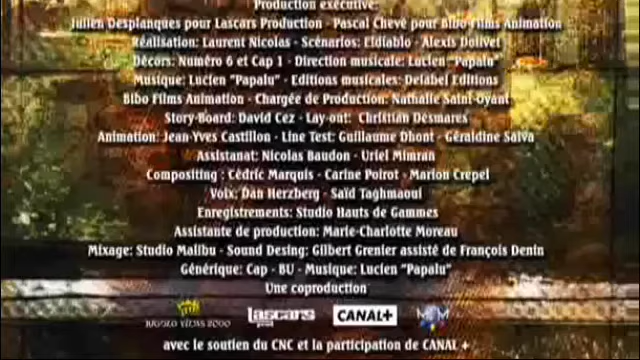 Production exécutive:
Julien Desplanques pour Lascars Production - Pascal Chevé pour Bibo Films Animation
Réalisation: Laurent Nicolas - Scénarios: Eldiablo - Alexis Dolivet
Décors: Numéro 6 et Cap 1 - Direction musicale: Lucien "Papalu"
Musique: Lucien "Papalu" - Editions musicales: Delabel Editions
Bibo Films Animation - Chargée de Production: Nathalie Saint-Oyant
Story-Board: David Cez - Lay-out: Christian Desmares
Animation: Jean-Yves Castillon - Line Test: Guillaume Dhont - Géraldine Salva
Assistanat: Nicolas Baudon - Uriel Mimran
Compositing : Cédric Marquis - Carine Poirot - Marion Crepel
Voix: Dan Herzberg - Saïd Taghmaoui
Enregistrements: Studio Hauts de Gammes
Assistante de production: Marie-Charlotte Moreau
Mixage: Studio Malibu - Sound Desing: Gilbert Grenier assisté de François Denin
Générique: Cap - BU - Musique: Lucien "Papalu"
Une coproduction
FILMS 2000 Lascars CANAL+ MCM
avec le soutien du CNC et la participation de CANAL +